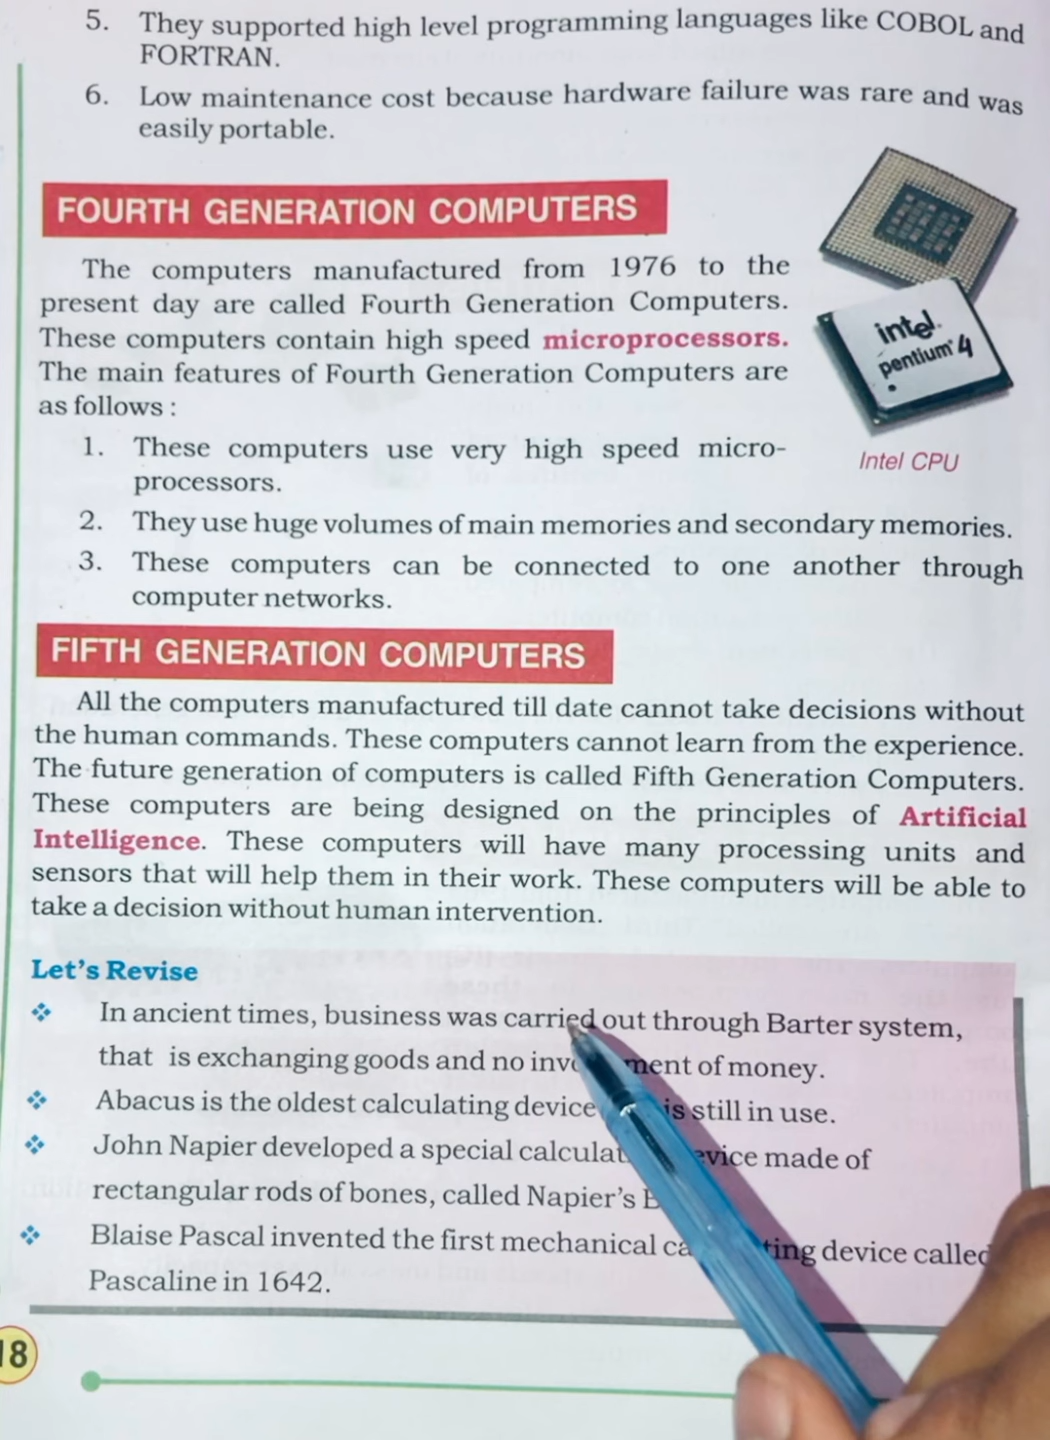 5. They supported high level programming languages like COBOL and
FORTRAN.
6. Low maintenance cost because hardware failure was rare and was
easily portable.
FOURTH GENERATION COMPUTERS
The computers manufactured from 1976 to the
present day are called Fourth Generation Computers.
These computers contain high speed microprocessors.
The main features of Fourth Generation Computers are
as follows :
intel.
pentium® 4
Intel CPU
1. These computers use very high speed micro-
processors.
2. They use huge volumes of main memories and secondary memories.
3. These computers can be connected to one another through
computer networks.
FIFTH GENERATION COMPUTERS
All the computers manufactured till date cannot take decisions without
the human commands. These computers cannot learn from the experience.
The future generation of computers is called Fifth Generation Computers.
These computers are being designed on the principles of Artificial
Intelligence. These computers will have many processing units and
sensors that will help them in their work. These computers will be able to
take a decision without human intervention.
Let's Revise
❖ In ancient times, business was carried out through Barter system,
that is exchanging goods and no of money.
❖ Abacus is the oldest calculating device is still in use.
❖ John Napier developed a special made of
rectangular rods of bones, called Napier's
❖ Blaise Pascal invented the first mechanical device called
Pascaline in 1642.
18